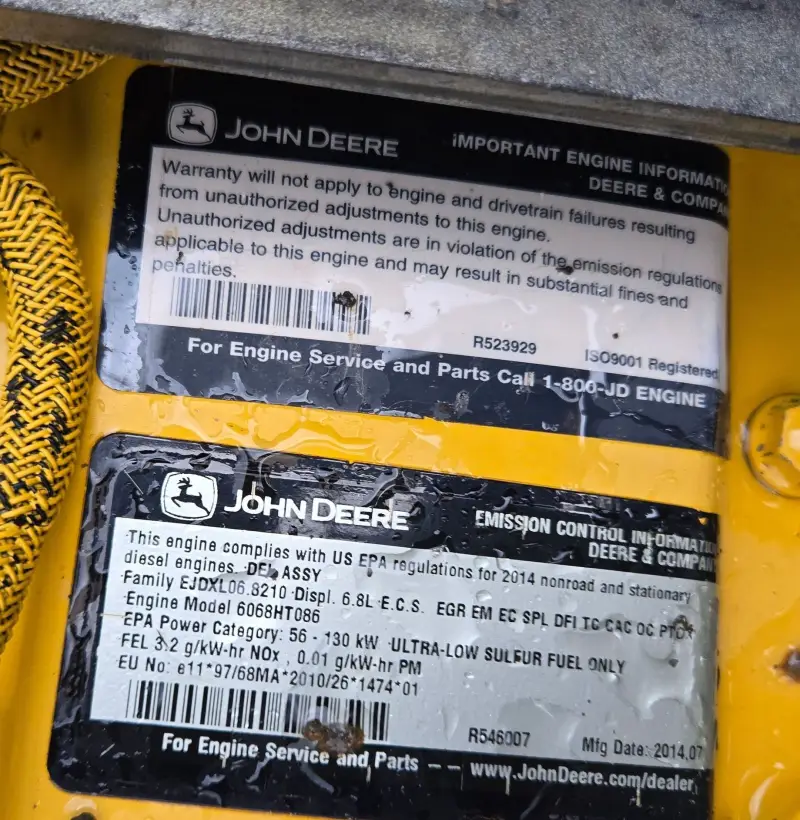 JOHN DEERE
IMPORTANT ENGINE INFORMATI
DEERE & COMPAN
Warranty will not apply to engine and drivetrain failures resulting
from unauthorized adjustments to this engine.
Unauthorized adjustments are in violation of the emission regulations
applicable to this engine and may result in substantial fines and
penalties.
R523929
ISO9001 Registered
For Engine Service and Parts Call 1-800-JD ENGINE
JOHN DEERE
EMISSION CONTROL INFORMATION
DEERE & COMPANY
This engine complies with US EPA regulations for 2014 nonroad and stationary
diesel engines. DEL ASSY
Family EJDXL06.8210 Displ. 6.8L E.C.S. EGR EM EC SPL DFI TC CAC OC PTOX
Engine Model 6068HT086
EPA Power Category: 56 - 130 kW ULTRA-LOW SULFUR FUEL ONLY
FEL 3.2 g/kW-hr NOx , 0.01 g/kW-hr PM
EU No: e11*97/68MA*2010/26*1474*01
R546007
Mfg Date: 2014.07
For Engine Service and Parts -- www.JohnDeere.com/dealer